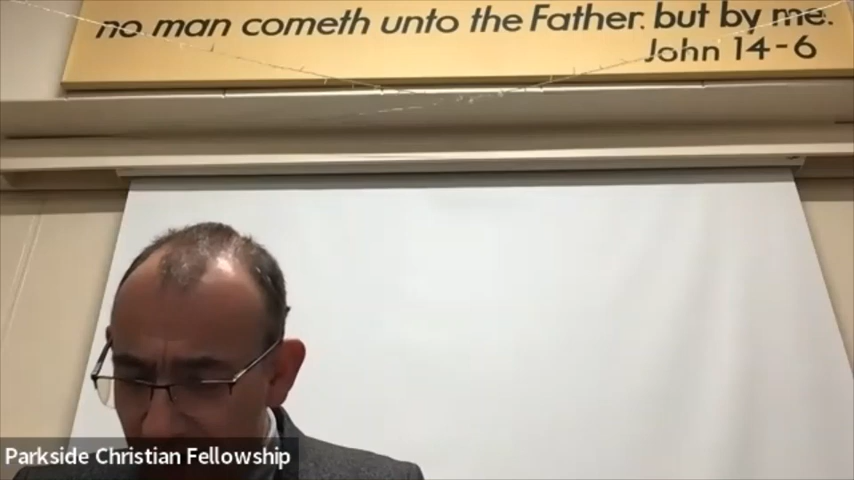 no man cometh unto the Father: but by me.
John 14-6
Parkside Christian Fellowship